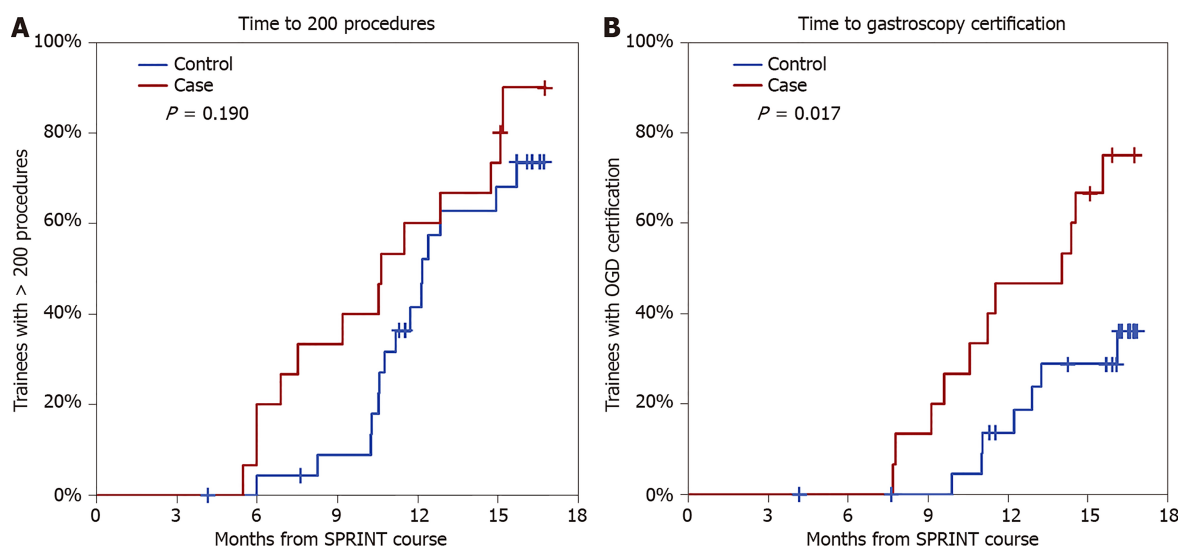 A
Time to 200 procedures
100%
80%
60%
40%
20%
0%
Trainees with > 200 procedures
Control
Case
P = 0.190
0 3 6 9 12 15 18
Months from SPRINT course
B
Time to gastroscopy certification
100%
80%
60%
40%
20%
0%
Trainees with OGD certification
Control
Case
P = 0.017
0 3 6 9 12 15 18
Months from SPRINT course